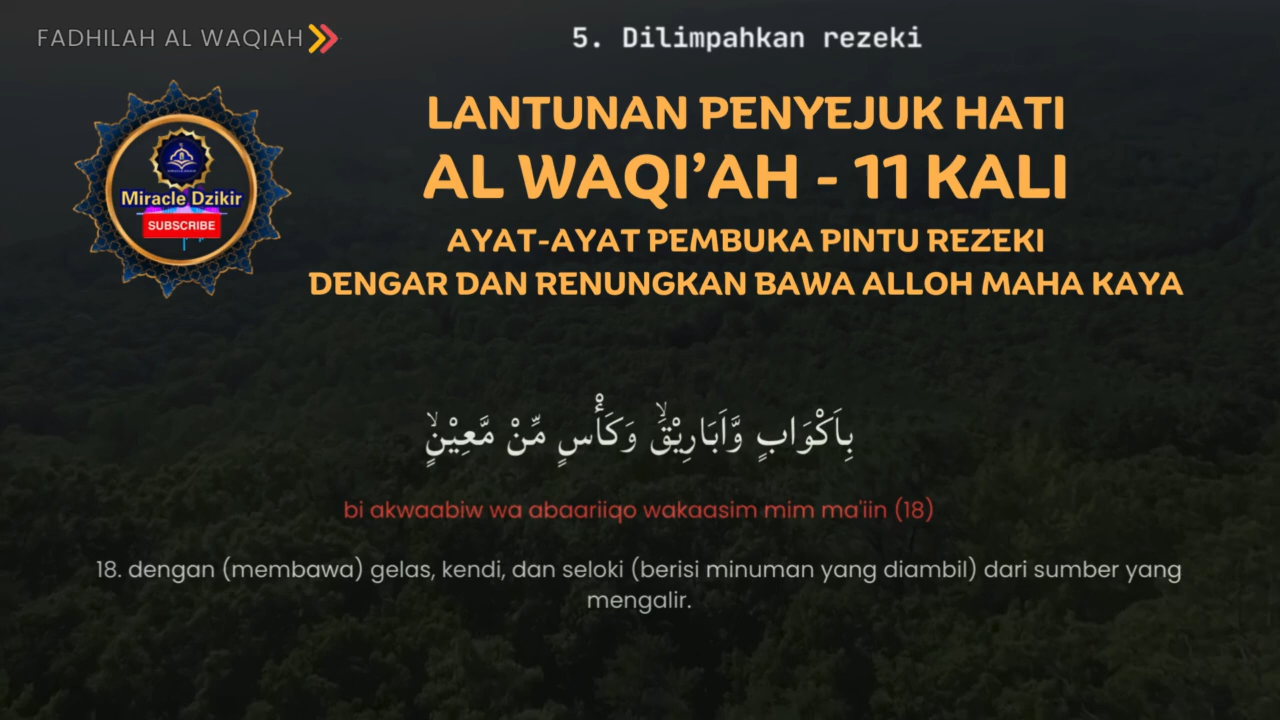 FADHILAH AL WAQIAH
5. Dilimpahkan rezeki
Miracle Dzikir
SUBSCRIBE
LANTUNAN PENYEJUK HATI
AL WAQI’AH - 11 KALI
AYAT-AYAT PEMBUKA PINTU REZEKI
DENGAR DAN RENUNGKAN BAWA ALLOH MAHA KAYA
بِاَكْوَابٍ وَّاَبَارِيْقَۙ وَكَأْسٍ مِّنْ مَّعِيْنٍۙ
bi akwaabiw wa abaariiqo wakaasim mim ma'iin (18)
18. dengan (membawa) gelas, kendi, dan seloki (berisi minuman yang diambil) dari sumber yang
mengalir.